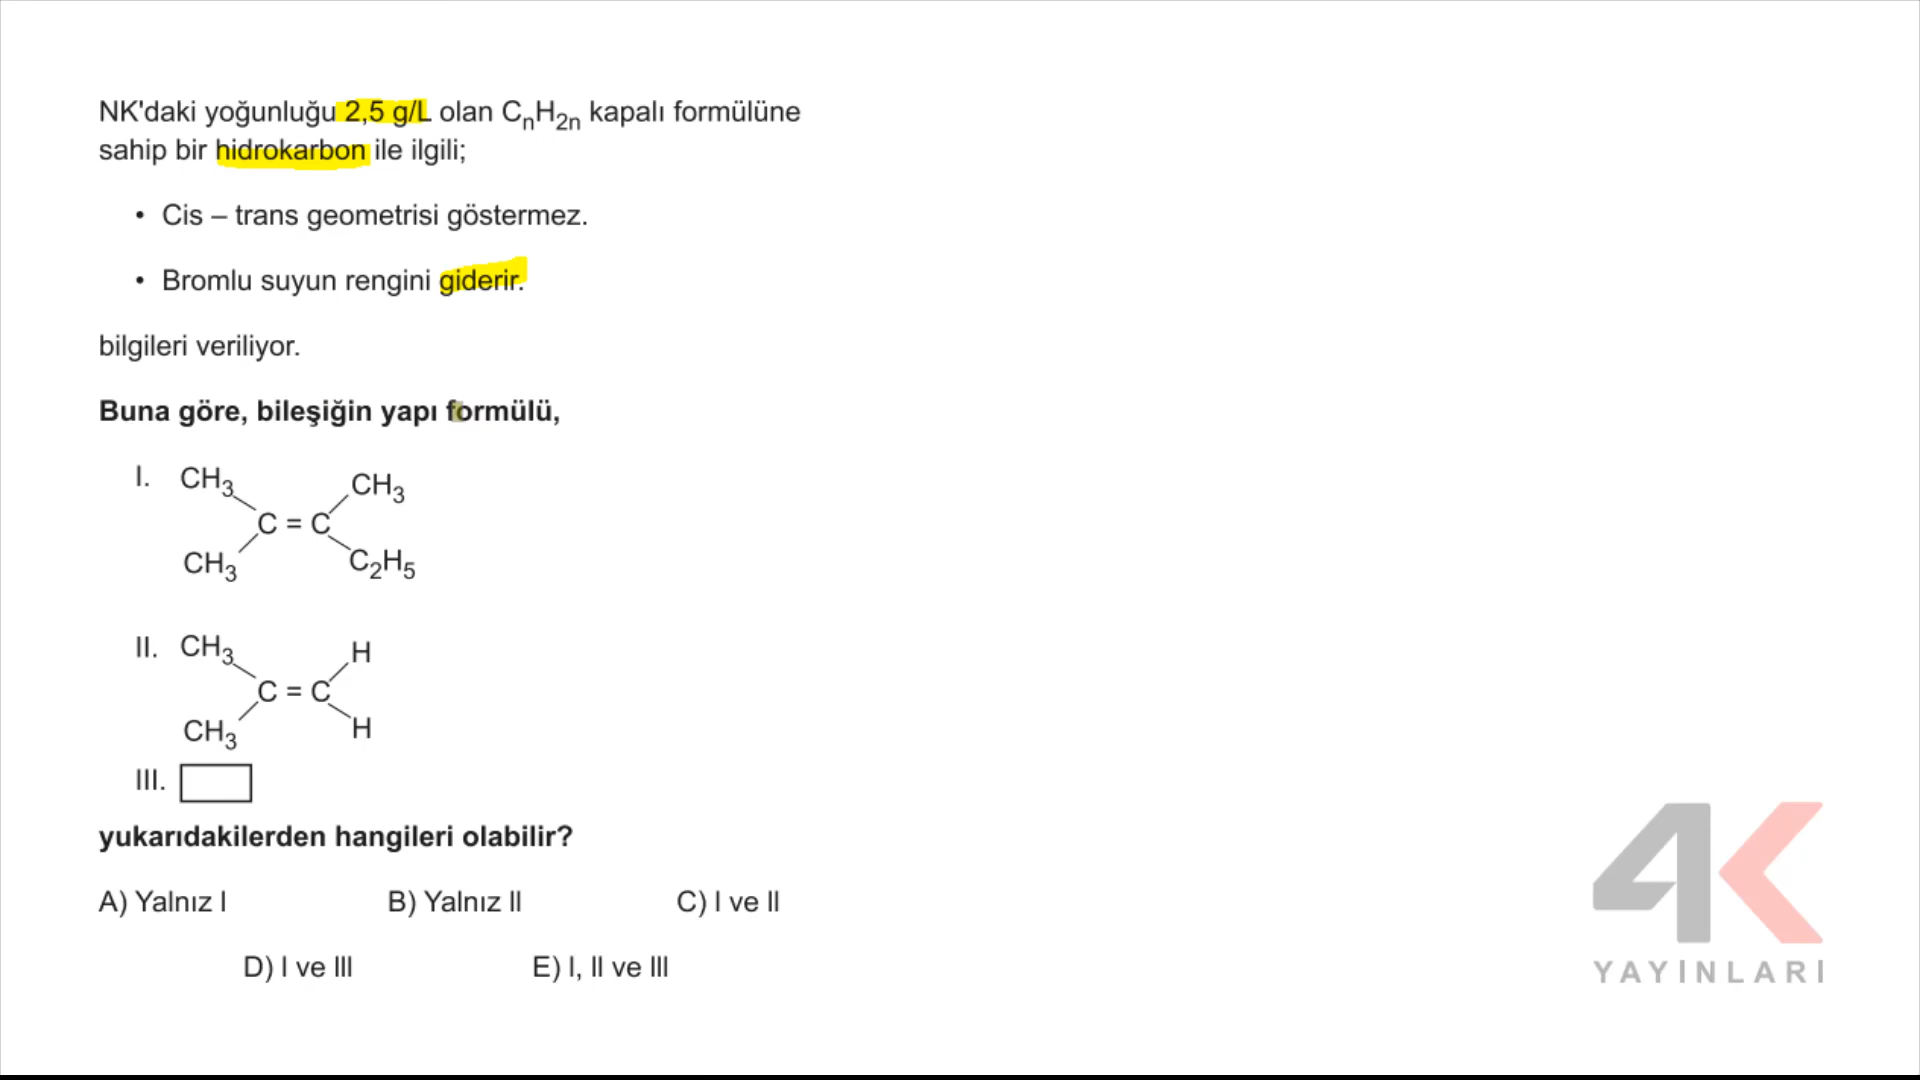 NK'daki yoğunluğu 2,5 g/L olan CnH2n kapalı formülüne
sahip bir hidrokarbon ile ilgili;
• Cis – trans geometrisi göstermez.
• Bromlu suyun rengini giderir.
bilgileri veriliyor.
Buna göre, bileşiğin yapı formülü,
I. CH3 CH3
C = C
CH3 C2H5
II. CH3 H
C = C
CH3 H
III.
yukarıdakilerden hangileri olabilir?
A) Yalnız I B) Yalnız II C) I ve II
D) I ve III E) I, II ve III
4K
YAYINLARI